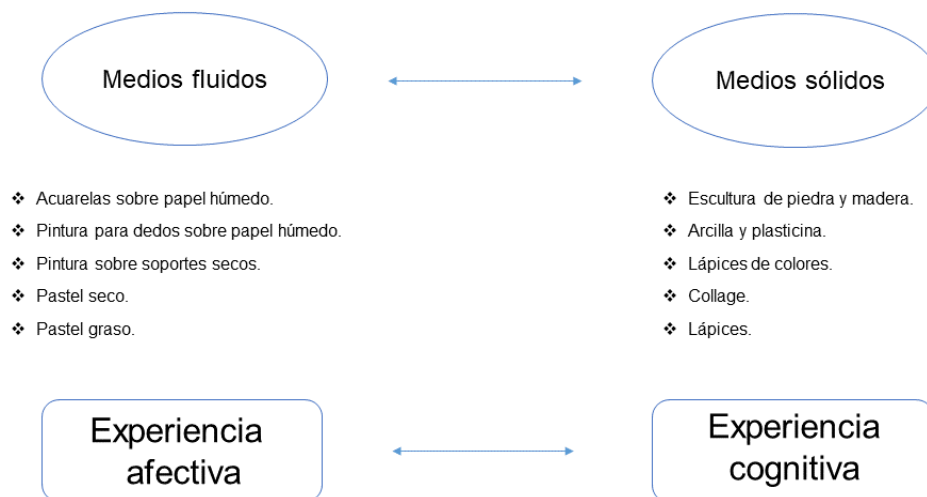 Medios fluidos
Medios sólidos
❖ Acuarelas sobre papel húmedo.
❖ Pintura para dedos sobre papel húmedo.
❖ Pintura sobre soportes secos.
❖ Pastel seco.
❖ Pastel graso.
❖ Escultura de piedra y madera.
❖ Arcilla y plasticina.
❖ Lápices de colores.
❖ Collage.
❖ Lápices.
Experiencia
afectiva
Experiencia
cognitiva